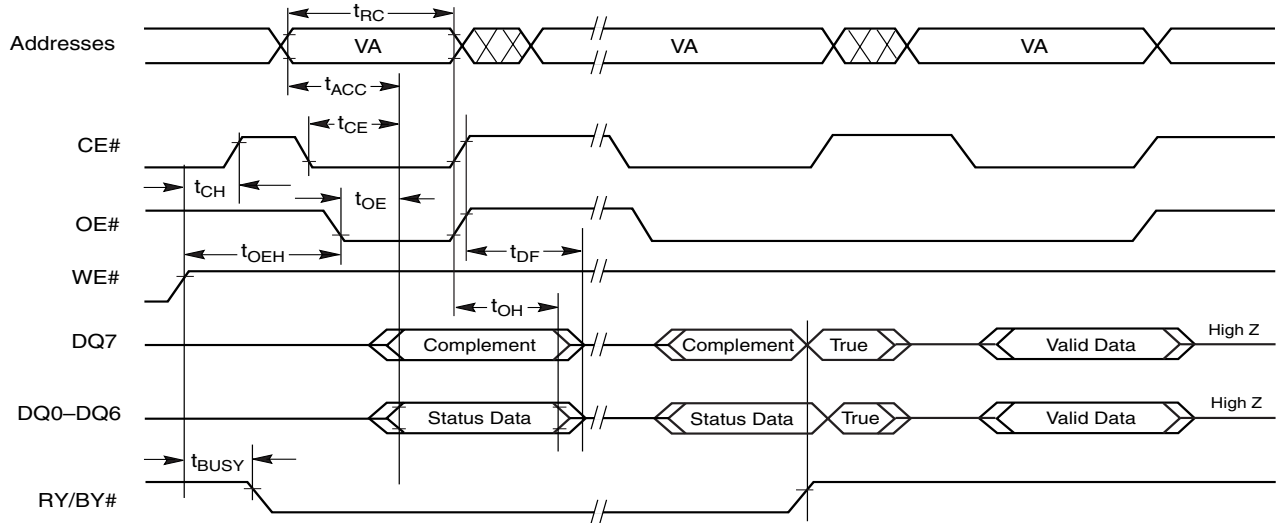 tRC
Addresses VA VA VA
tACC
tCE
CE#
tCH
tOE
OE#
tOEH tDF
WE#
tOH
DQ7 Complement Complement True Valid Data High Z
DQ0–DQ6 Status Data Status Data True Valid Data High Z
tBUSY
RY/BY#